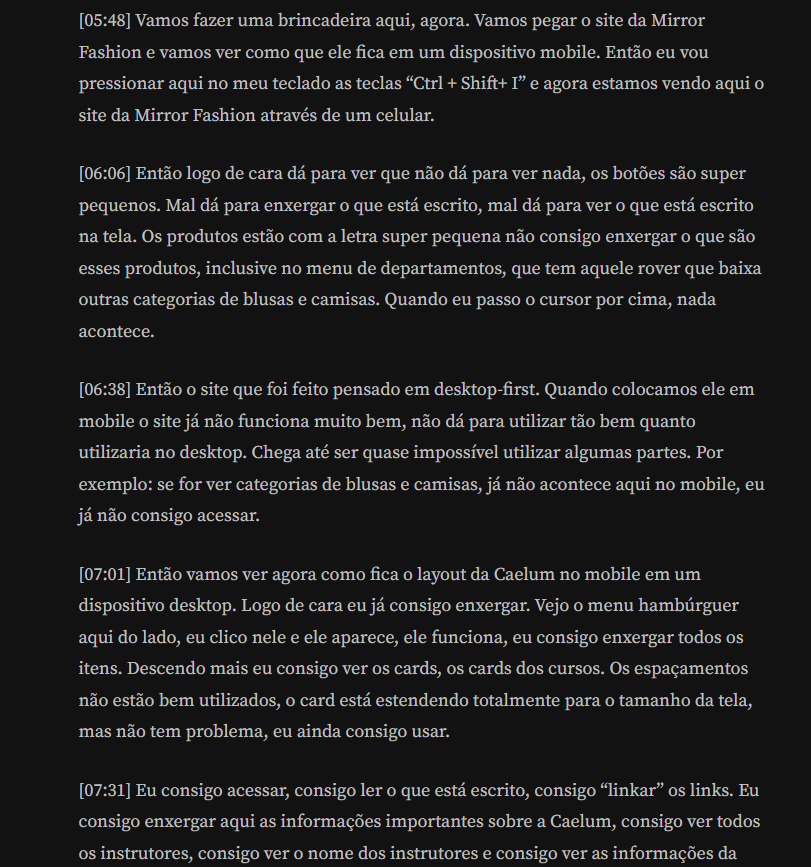 [05:48] Vamos fazer uma brincadeira aqui, agora. Vamos pegar o site da Mirror
Fashion e vamos ver como que ele fica em um dispositivo mobile. Então eu vou
pressionar aqui no meu teclado as teclas “Ctrl + Shift+ I” e agora estamos vendo aqui o
site da Mirror Fashion através de um celular.
[06:06] Então logo de cara dá para ver que não dá para ver nada, os botões são super
pequenos. Mal dá para enxergar o que está escrito, mal dá para ver o que está escrito
na tela. Os produtos estão com a letra super pequena não consigo enxergar o que são
esses produtos, inclusive no menu de departamentos, que tem aquele rover que baixa
outras categorias de blusas e camisas. Quando eu passo o cursor por cima, nada
acontece.
[06:38] Então o site que foi feito pensado em desktop-first. Quando colocamos ele em
mobile o site já não funciona muito bem, não dá para utilizar tão bem quanto
utilizaria no desktop. Chega até ser quase impossível utilizar algumas partes. Por
exemplo: se for ver categorias de blusas e camisas, já não acontece aqui no mobile, eu
já não consigo acessar.
[07:01] Então vamos ver agora como fica o layout da Caelum no mobile em um
dispositivo desktop. Logo de cara eu já consigo enxergar. Vejo o menu hambúrguer
aqui do lado, eu clico nele e ele aparece, ele funciona, eu consigo enxergar todos os
itens. Descendo mais eu consigo ver os cards, os cards dos cursos. Os espaçamentos
não estão bem utilizados, o card está estendendo totalmente para o tamanho da tela,
mas não tem problema, eu ainda consigo usar.
[07:31] Eu consigo acessar, consigo ler o que está escrito, consigo “linkar” os links. Eu
consigo enxergar aqui as informações importantes sobre a Caelum, consigo ver todos
os instrutores, consigo ver o nome dos instrutores e consigo ver as informações da